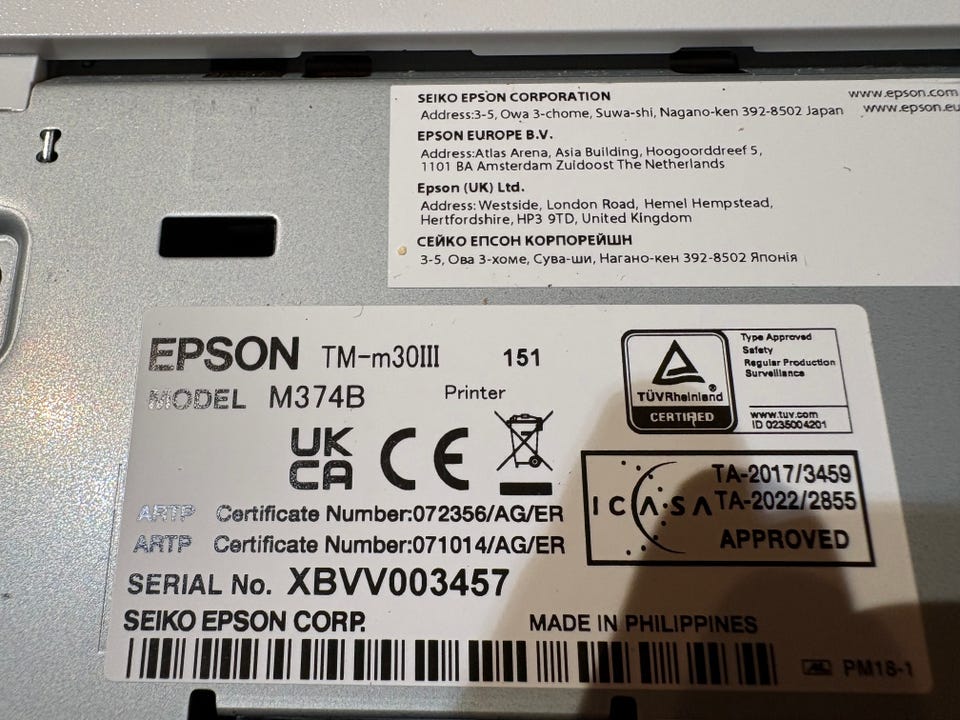 SEIKO EPSON CORPORATION
www.epson.com
Address:3-5, Owa 3-chome, Suwa-shi, Nagano-ken 392-8502 Japan
www.epson.eu
EPSON EUROPE B.V.
Address:Atlas Arena, Asia Building, Hoogoorddreef 5,
1101 BA Amsterdam Zuidoost The Netherlands
Epson (UK) Ltd.
Address: Westside, London Road, Hemel Hempstead,
Hertfordshire, HP3 9TD, United Kingdom
СЕЙКО ЕПСОН КОРПОРЕЙШН
3-5, Ова 3-хоме, Сува-ши, Нагано-кен 392-8502 Японія
EPSON TM-m30III 151
MODEL M374B Printer
TÜVRheinland®
CERTIFIED
Type Approved
Safety
Regular Production
Surveillance
www.tuv.com
ID 0235004201
UK
CA
CE
ICASA
TA-2017/3459
TA-2022/2855
APPROVED
ARTP Certificate Number:072356/AG/ER
ARTP Certificate Number:071014/AG/ER
SERIAL No. XBVV003457
SEIKO EPSON CORP. MADE IN PHILIPPINES
PM18-1